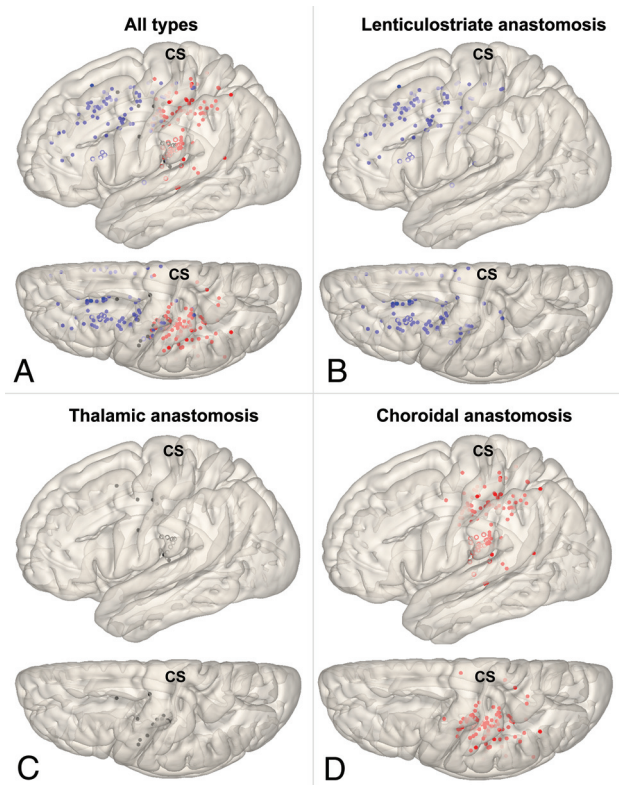 All types
CS
CS
A
Lenticulostriate anastomosis
CS
CS
B
Thalamic anastomosis
CS
CS
C
Choroidal anastomosis
CS
CS
D